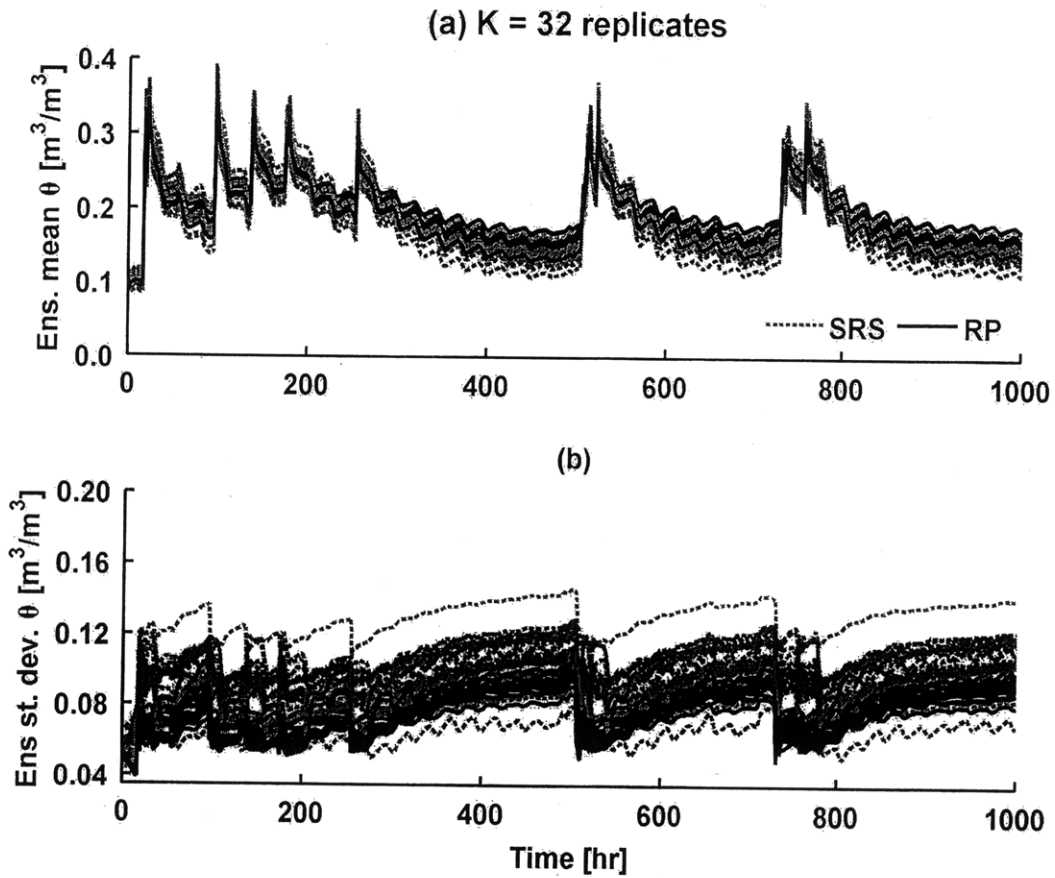 (a) K = 32 replicates
Ens. mean θ [m³/m³]
0.4
0.3
0.2
0.1
0.0
SRS RP
0 200 400 600 800 1000
(b)
Ens st. dev. θ [m³/m³]
0.20
0.16
0.12
0.08
0.04
0 200 400 600 800 1000
Time [hr]